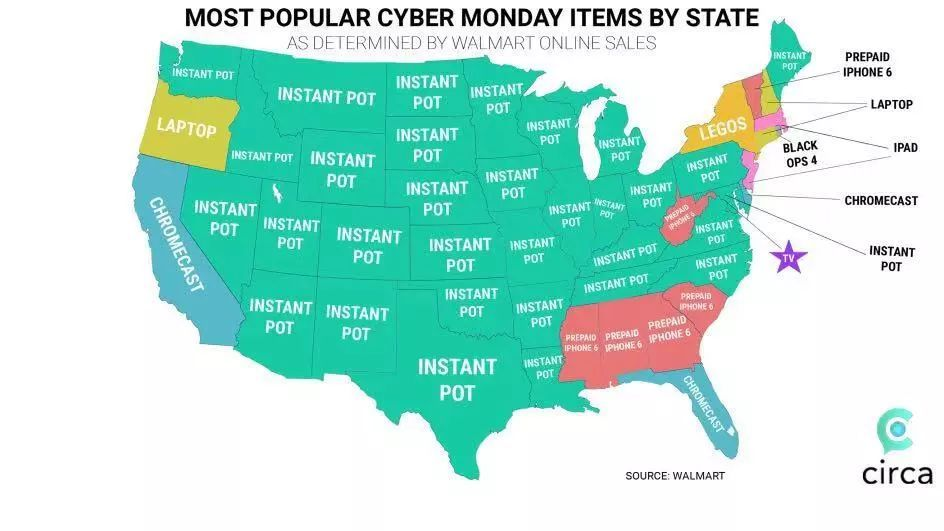 MOST POPULAR CYBER MONDAY ITEMS BY STATE
AS DETERMINED BY WALMART ONLINE SALES
INSTANT POT
INSTANT POT
INSTANT
POT
INSTANT
POT
INSTANT
POT
PREPAID
IPHONE 6
LAPTOP
LAPTOP
INSTANT POT
INSTANT
POT
INSTANT
POT
INSTANT
POT
INSTANT
POT
LEGOS
BLACK
OPS 4
IPAD
INSTANT
POT
INSTANT
POT
INSTANT POT
INSTANT
POT
INSTANT
POT
INSTANT
POT
INSTANT
POT
PREPAID
IPHONE 6
CHROMECAST
CHROMECAST
INSTANT
POT
INSTANT
POT
INSTANT
POT
INSTANT
POT
INSTANT
POT
INSTANT POT
INSTANT
POT
INSTANT
POT
TV
INSTANT
POT
INSTANT
POT
INSTANT
POT
INSTANT POT
INSTANT
POT
PREPAID
IPHONE 6
INSTANT
POT
PREPAID
IPHONE 6
PREPAID
IPHONE 6
PREPAID
IPHONE 6
INSTANT
POT
INSTANT
POT
CHROMECAST
circa
SOURCE: WALMART